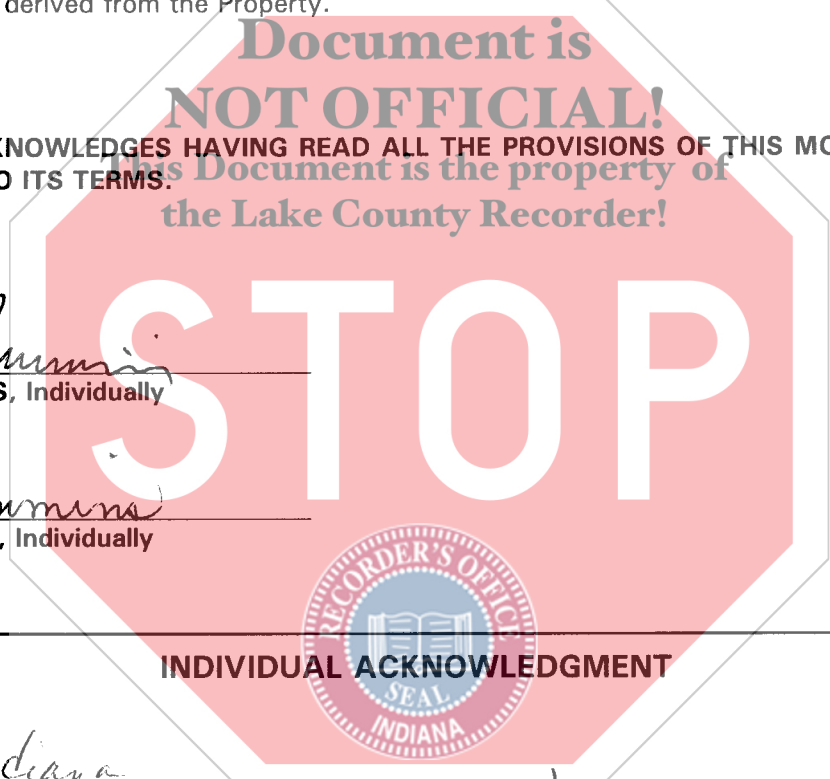 derived from the Property.
Document is
NOT OFFICIAL!
KNOWLEDGES HAVING READ ALL THE PROVISIONS OF THIS MO
This Document is the property of
O ITS TERMS.
the Lake County Recorder!
STOP
S, Individually
, Individually
RECORDER'S OFFICE
INDIVIDUAL ACKNOWLEDGMENT
SEAL
INDIANA
diana